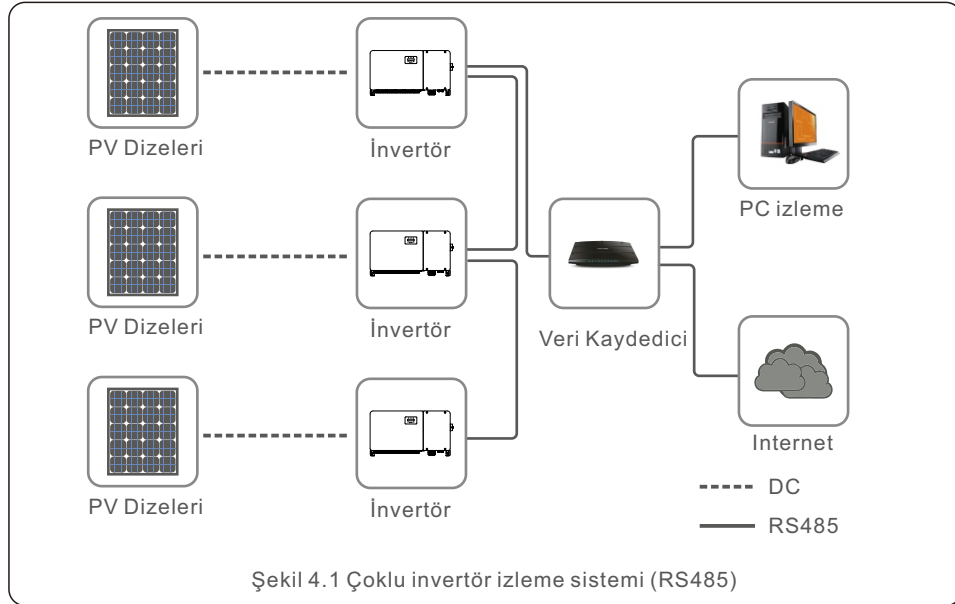 PV Dizeleri
İnvertör
PC izleme
PV Dizeleri
İnvertör
Veri Kaydedici
PV Dizeleri
İnvertör
Internet
DC
RS485
Şekil 4.1 Çoklu invertör izleme sistemi (RS485)